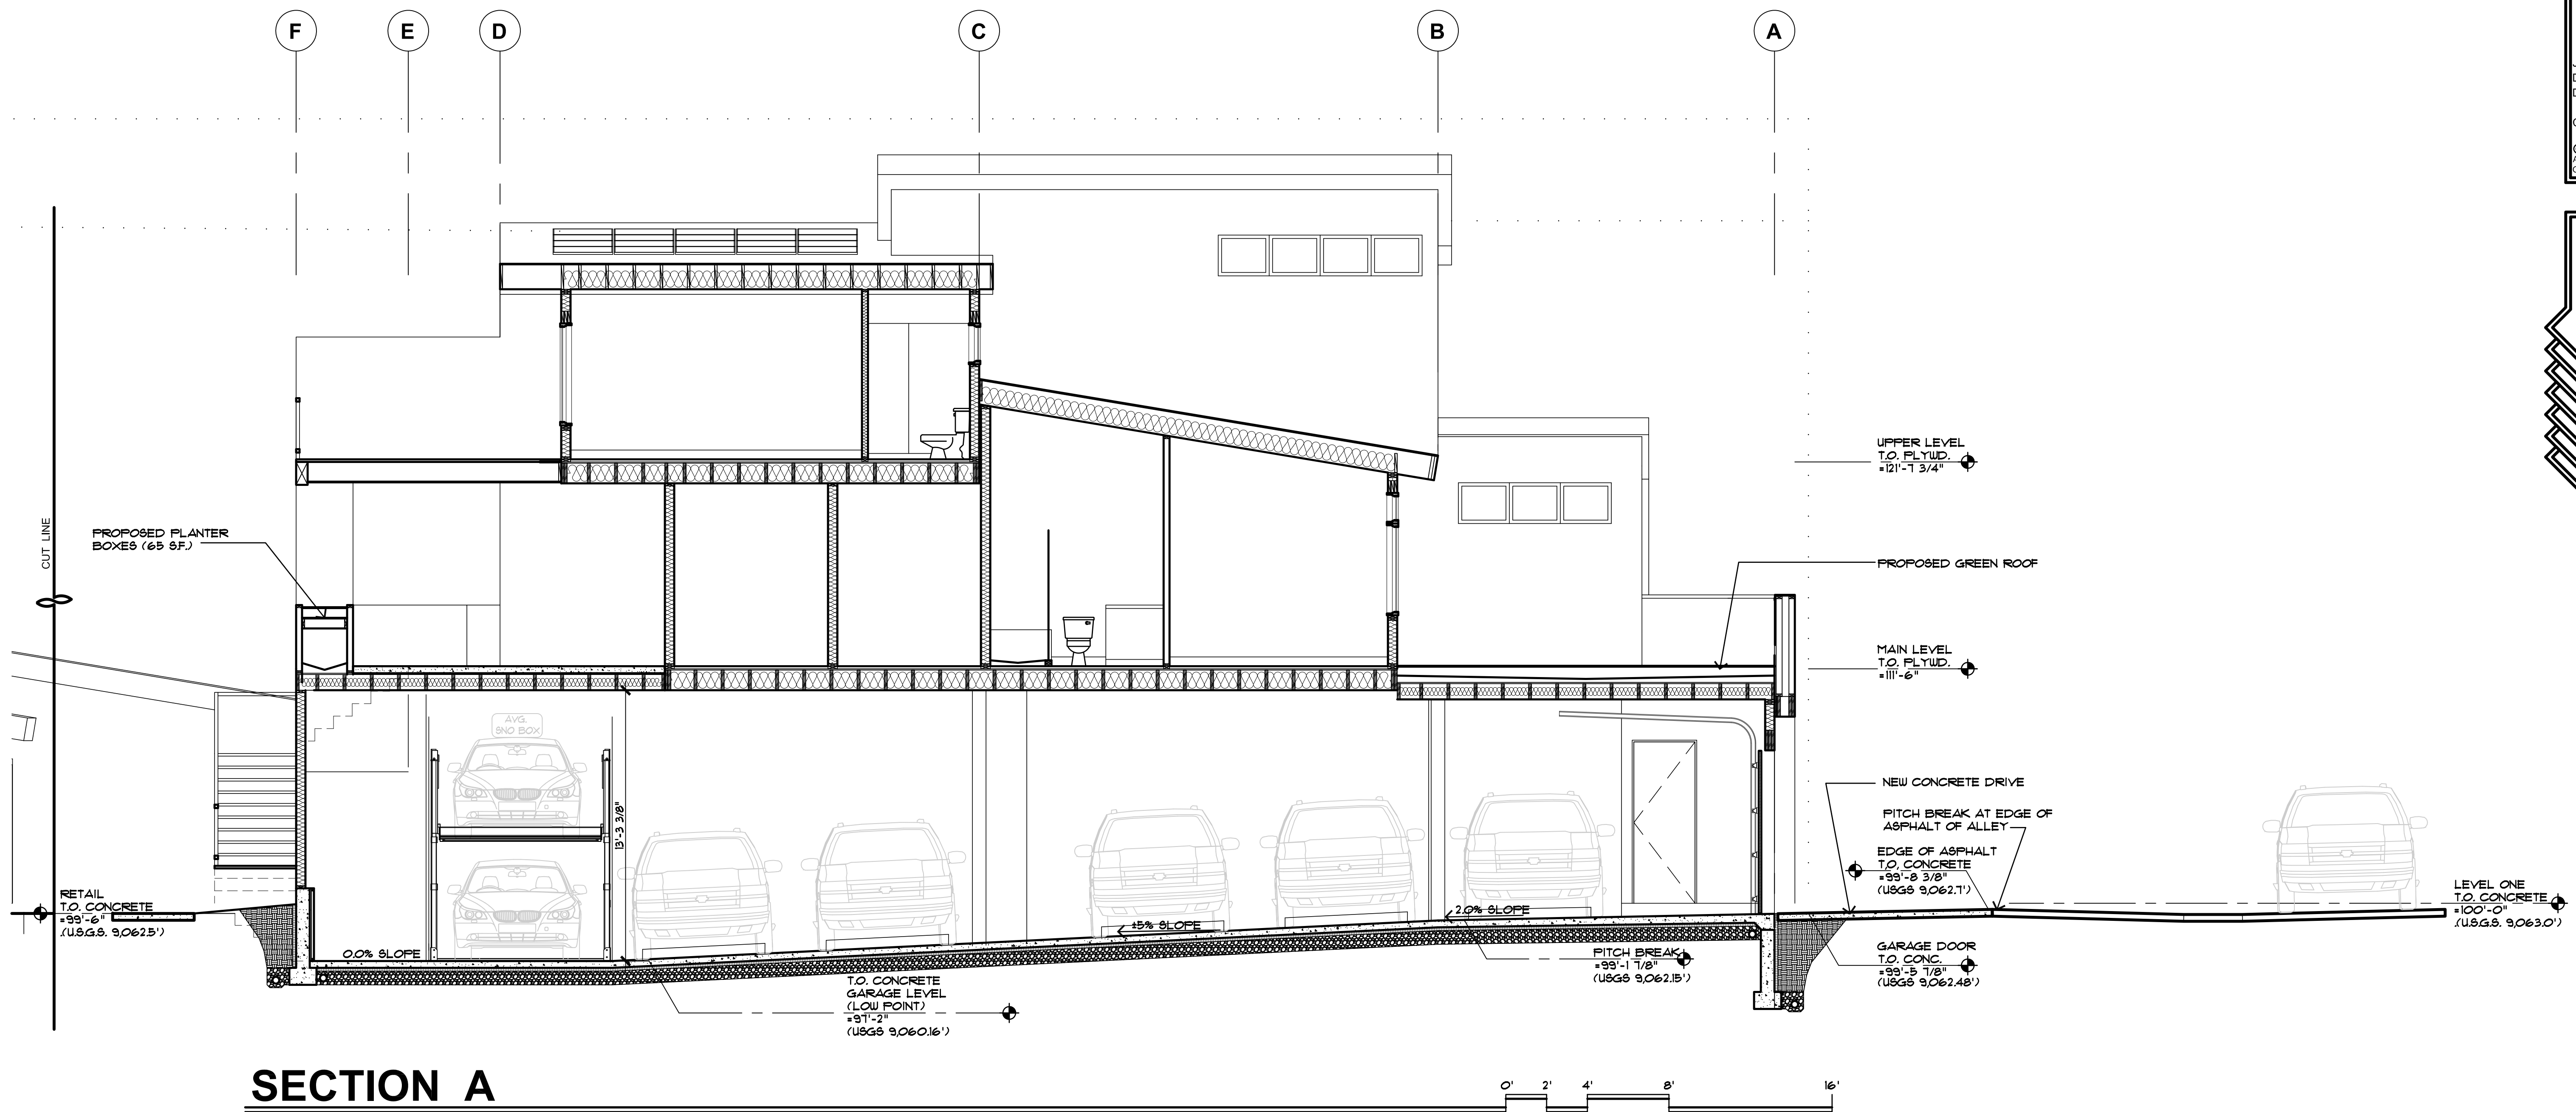 F
E
D
C
B
A
UPPER LEVEL
T.O. PLYWD.
=121'-7 3/4"
CUT LINE
PROPOSED PLANTER
BOXES (65 S.F.)
PROPOSED GREEN ROOF
MAIN LEVEL
T.O. PLYWD.
=111'-6"
AVG.
SNO BOX
13'-3 3/8"
NEW CONCRETE DRIVE
PITCH BREAK AT EDGE OF
ASPHALT OF ALLEY
EDGE OF ASPHALT
T.O. CONCRETE
=99'-8 3/8"
(USGS 9,062.7')
RETAIL
T.O. CONCRETE
=99'-6"
(U.S.G.S. 9,062.5')
LEVEL ONE
T.O. CONCRETE
=100'-0"
(U.S.G.S. 9,063.0')
0.0% SLOPE
±5% SLOPE
2.0% SLOPE
PITCH BREAK
=99'-1 7/8"
(USGS 9,062.15')
GARAGE DOOR
T.O. CONC.
=99'-5 7/8"
(USGS 9,062.48')
T.O. CONCRETE
GARAGE LEVEL
(LOW POINT)
=97'-2"
(USGS 9,060.16')
SECTION A
0' 2' 4' 8' 16'